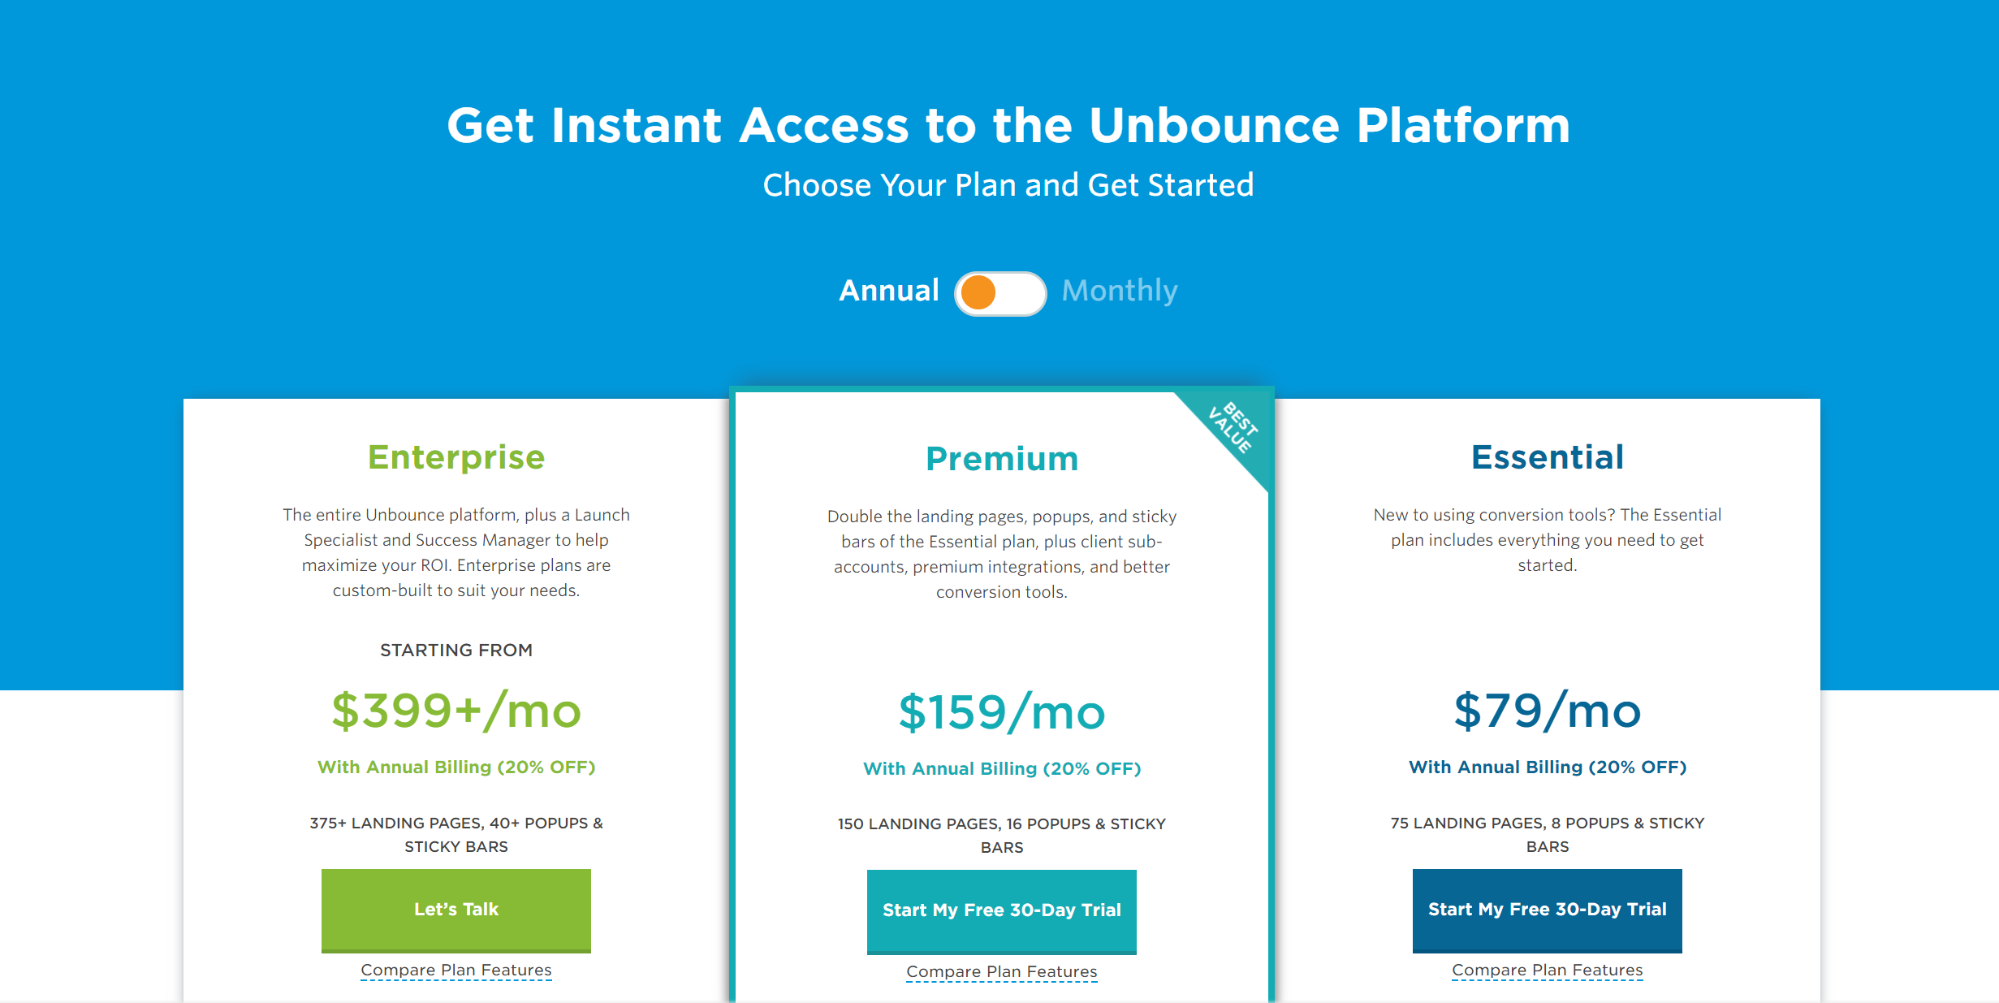 Get Instant Access to the Unbounce Platform
Choose Your Plan and Get Started
Annual Monthly
Enterprise
The entire Unbounce platform, plus a Launch
Specialist and Success Manager to help
maximize your ROI. Enterprise plans are
custom-built to suit your needs.
STARTING FROM
$399+/mo
With Annual Billing (20% OFF)
375+ LANDING PAGES, 40+ POPUPS &
STICKY BARS
Let's Talk
Compare Plan Features
BEST
VALUE
Premium
Double the landing pages, popups, and sticky
bars of the Essential plan, plus client sub-
accounts, premium integrations, and better
conversion tools.
$159/mo
With Annual Billing (20% OFF)
150 LANDING PAGES, 16 POPUPS & STICKY
BARS
Start My Free 30-Day Trial
Compare Plan Features
Essential
New to using conversion tools? The Essential
plan includes everything you need to get
started.
$79/mo
With Annual Billing (20% OFF)
75 LANDING PAGES, 8 POPUPS & STICKY
BARS
Start My Free 30-Day Trial
Compare Plan Features